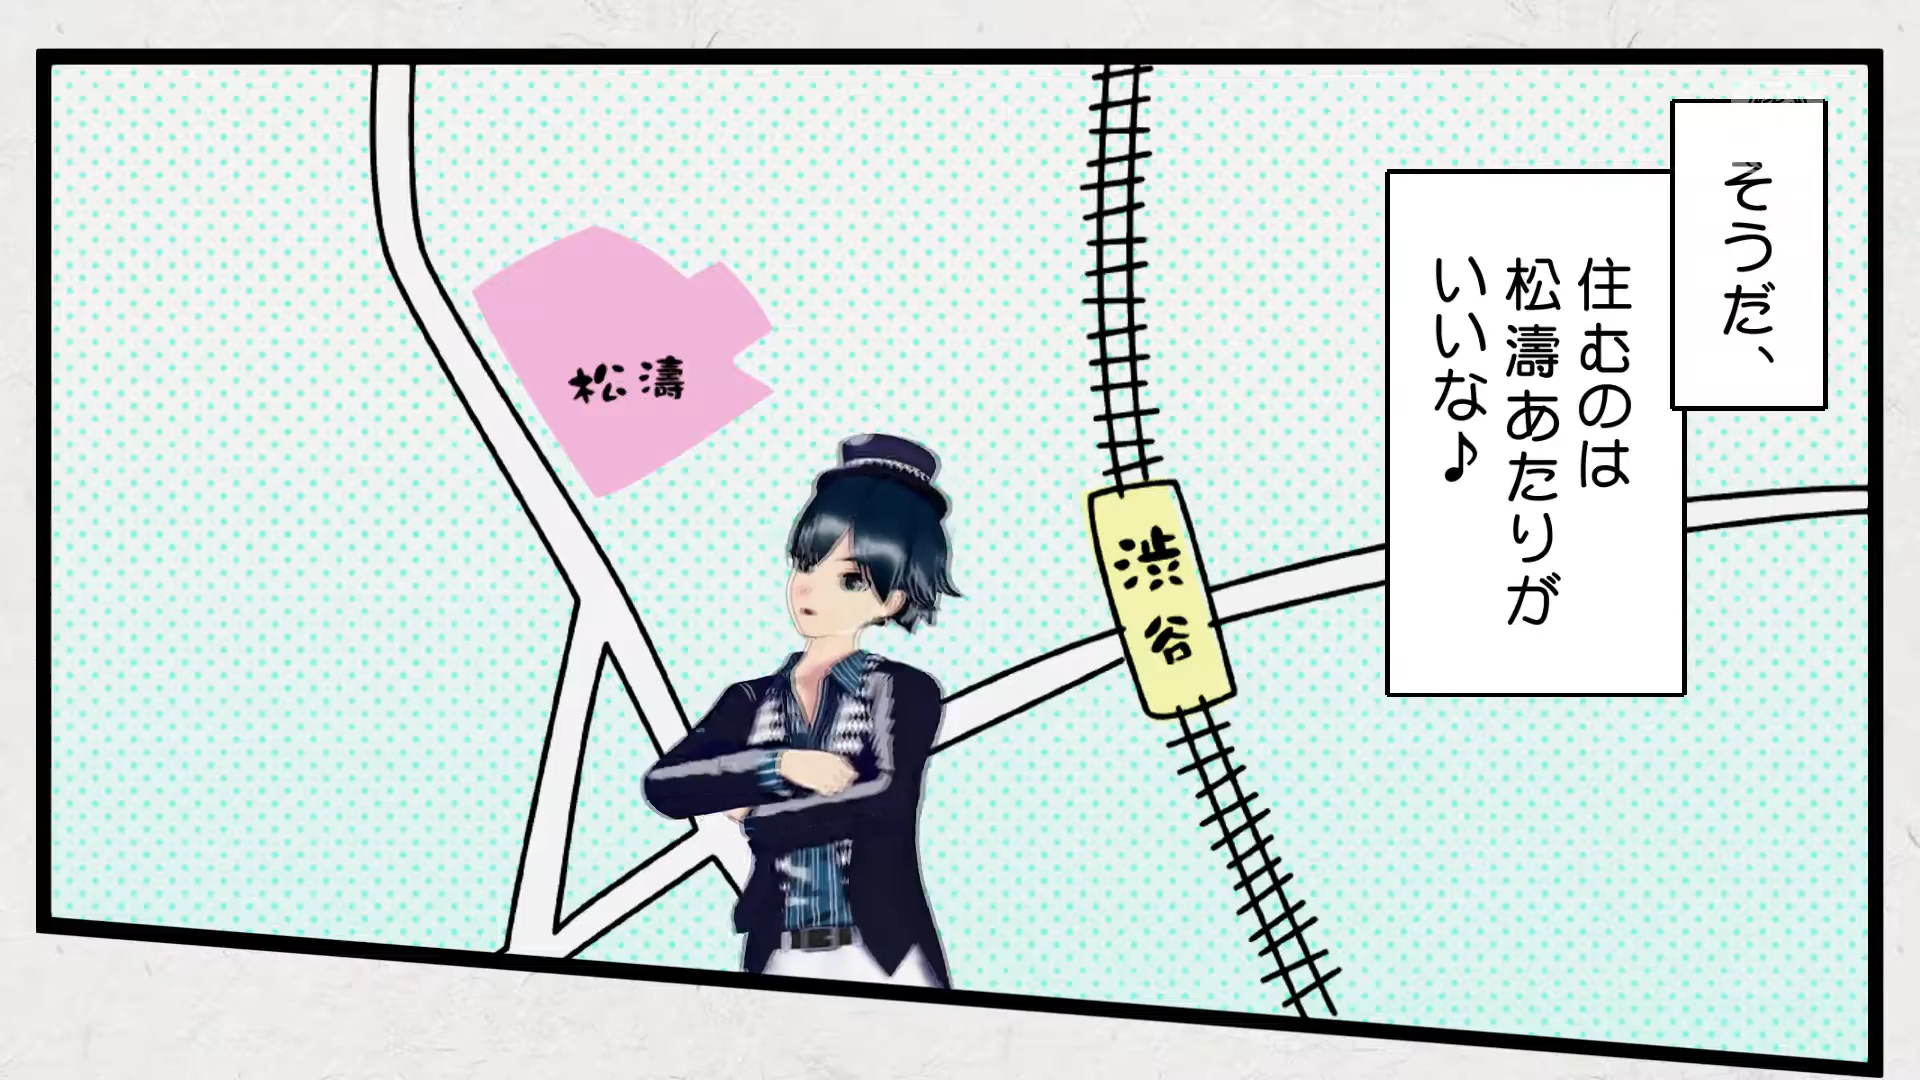 そうだ、
住むのは
松濤あたりが
いいな♪
松濤
渋谷